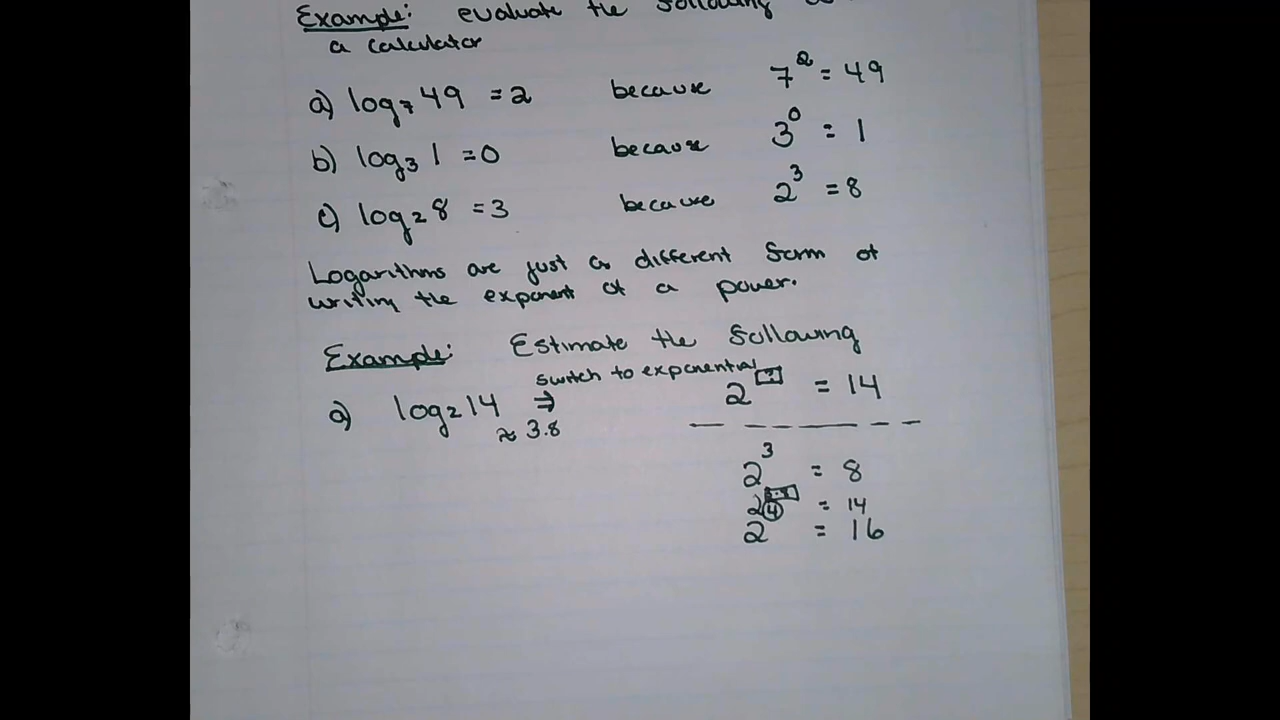 Example: evaluate the following
a calculator
a) log₇ 49 = 2 because 7² = 49
b) log₃ 1 = 0 because 3⁰ = 1
c) log₂ 8 = 3 because 2³ = 8
Logarithms are just a different form of
writing the exponent of a power.
Example: Estimate the following
switch to exponential
a) log₂ 14 ⇒ 2^? = 14
≈ 3.8
2³ = 8
2 = 14
2⁴ = 16